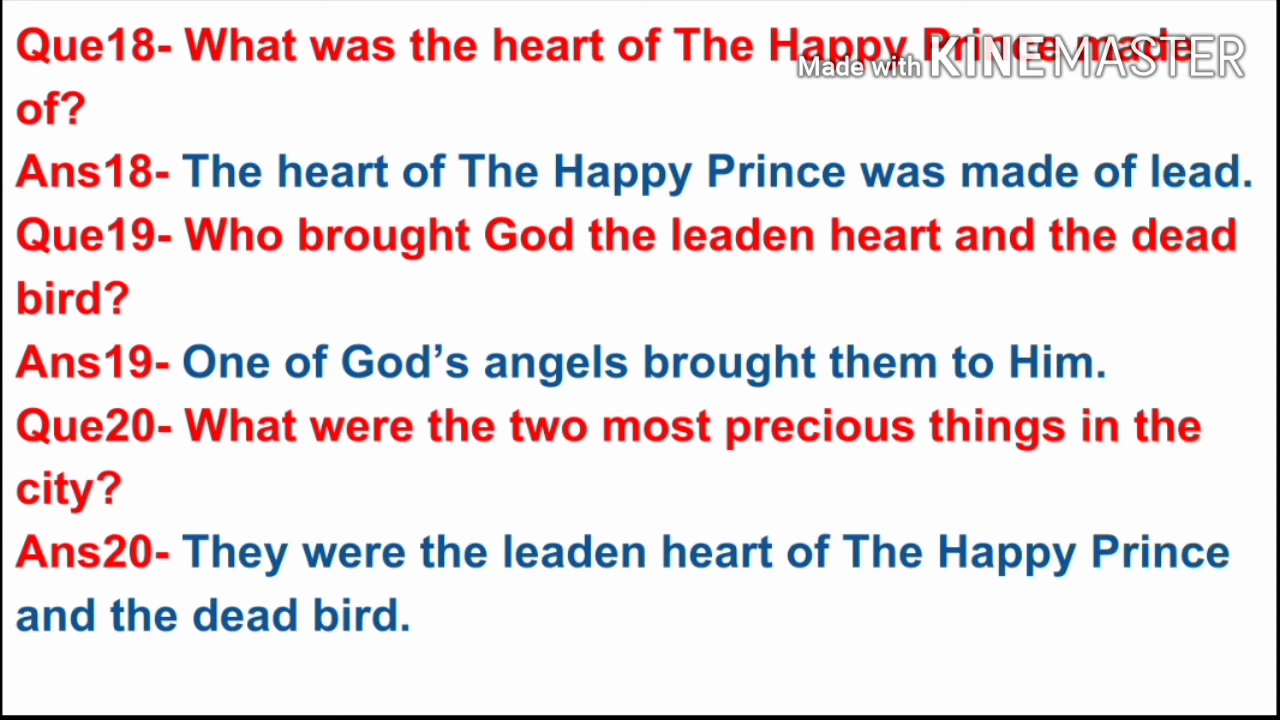 Que18- What was the heart of The Happy Prince made
Made with KINEMASTER
of?
Ans18- The heart of The Happy Prince was made of lead.
Que19- Who brought God the leaden heart and the dead
bird?
Ans19- One of God’s angels brought them to Him.
Que20- What were the two most precious things in the
city?
Ans20- They were the leaden heart of The Happy Prince
and the dead bird.